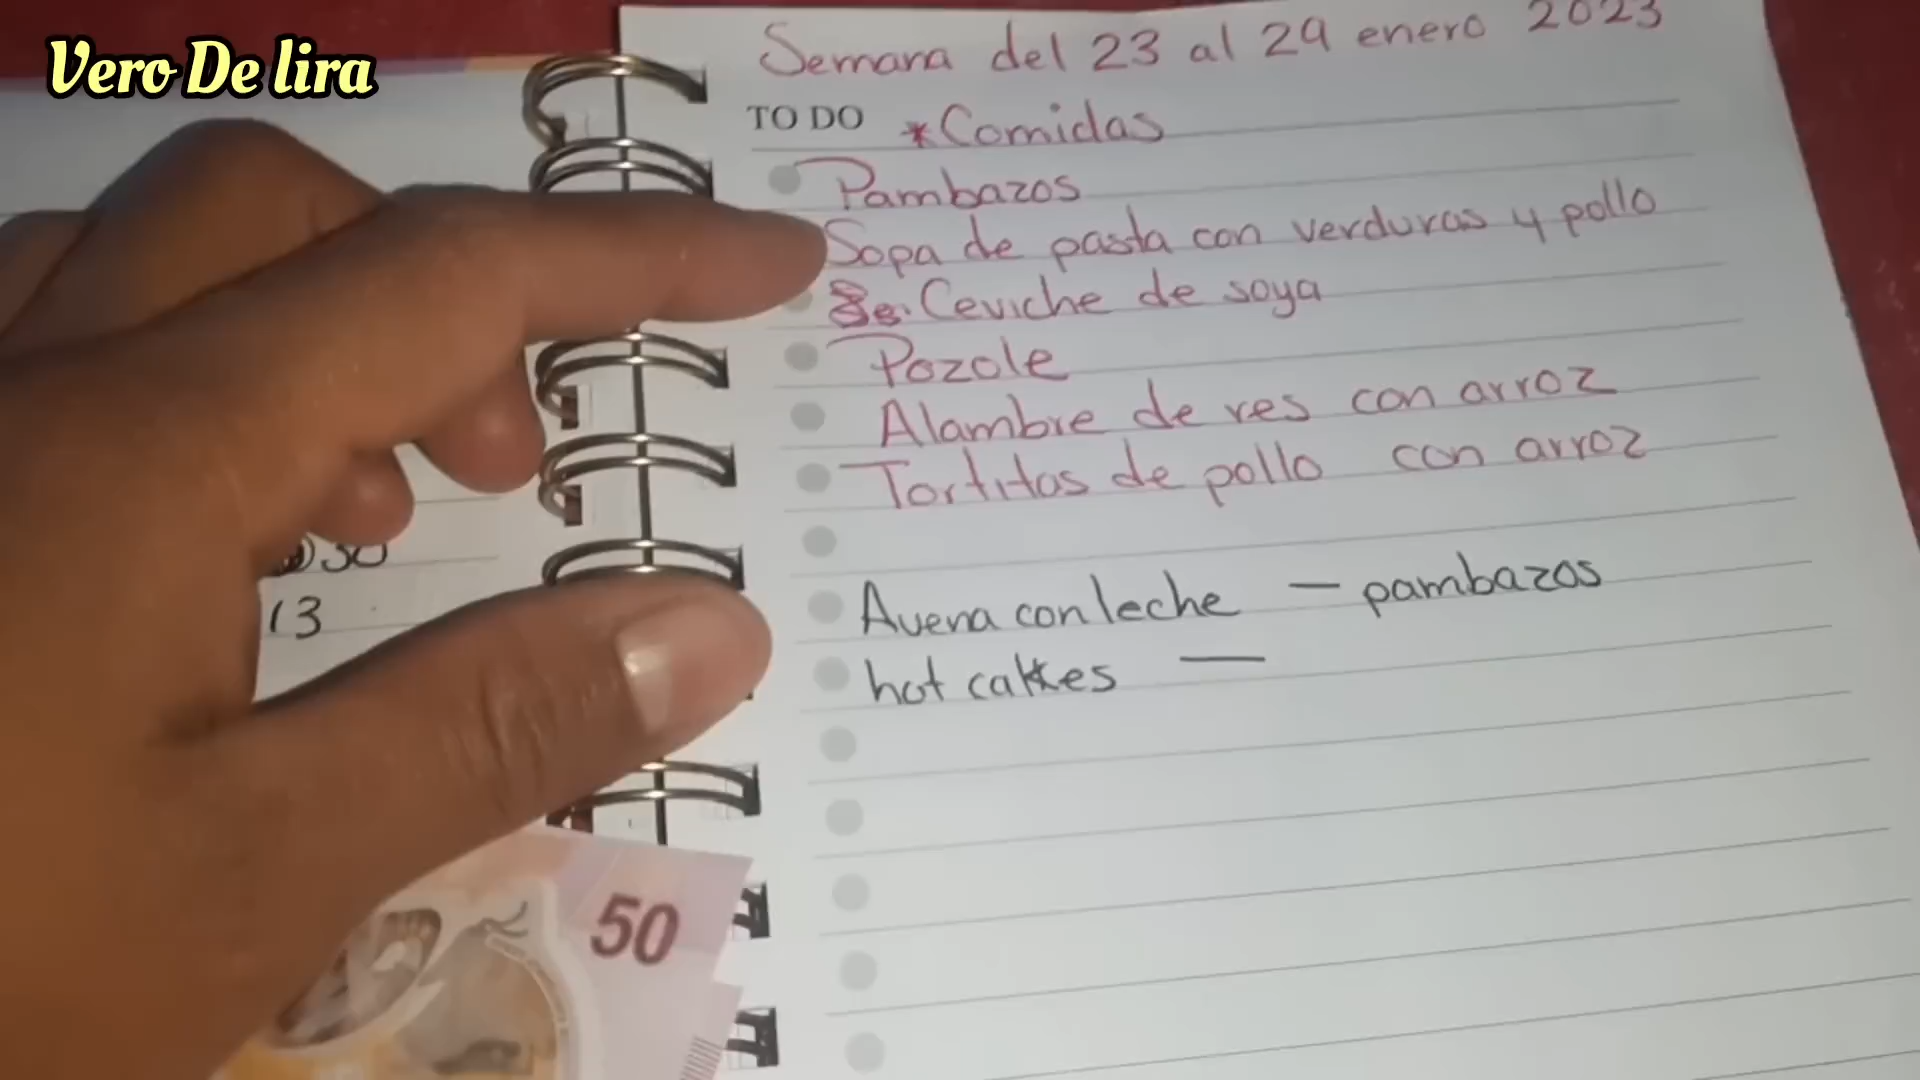 Vero De lira
Semana del 23 al 29 enero 2023
TO DO *Comidas
Pambazos
Sopa de pasta con verduras y pollo
Ceviche de soya
Pozole
Alambre de res con arroz
Tortitas de pollo con arroz
Avena con leche — pambazos
hot cakes —
13
50